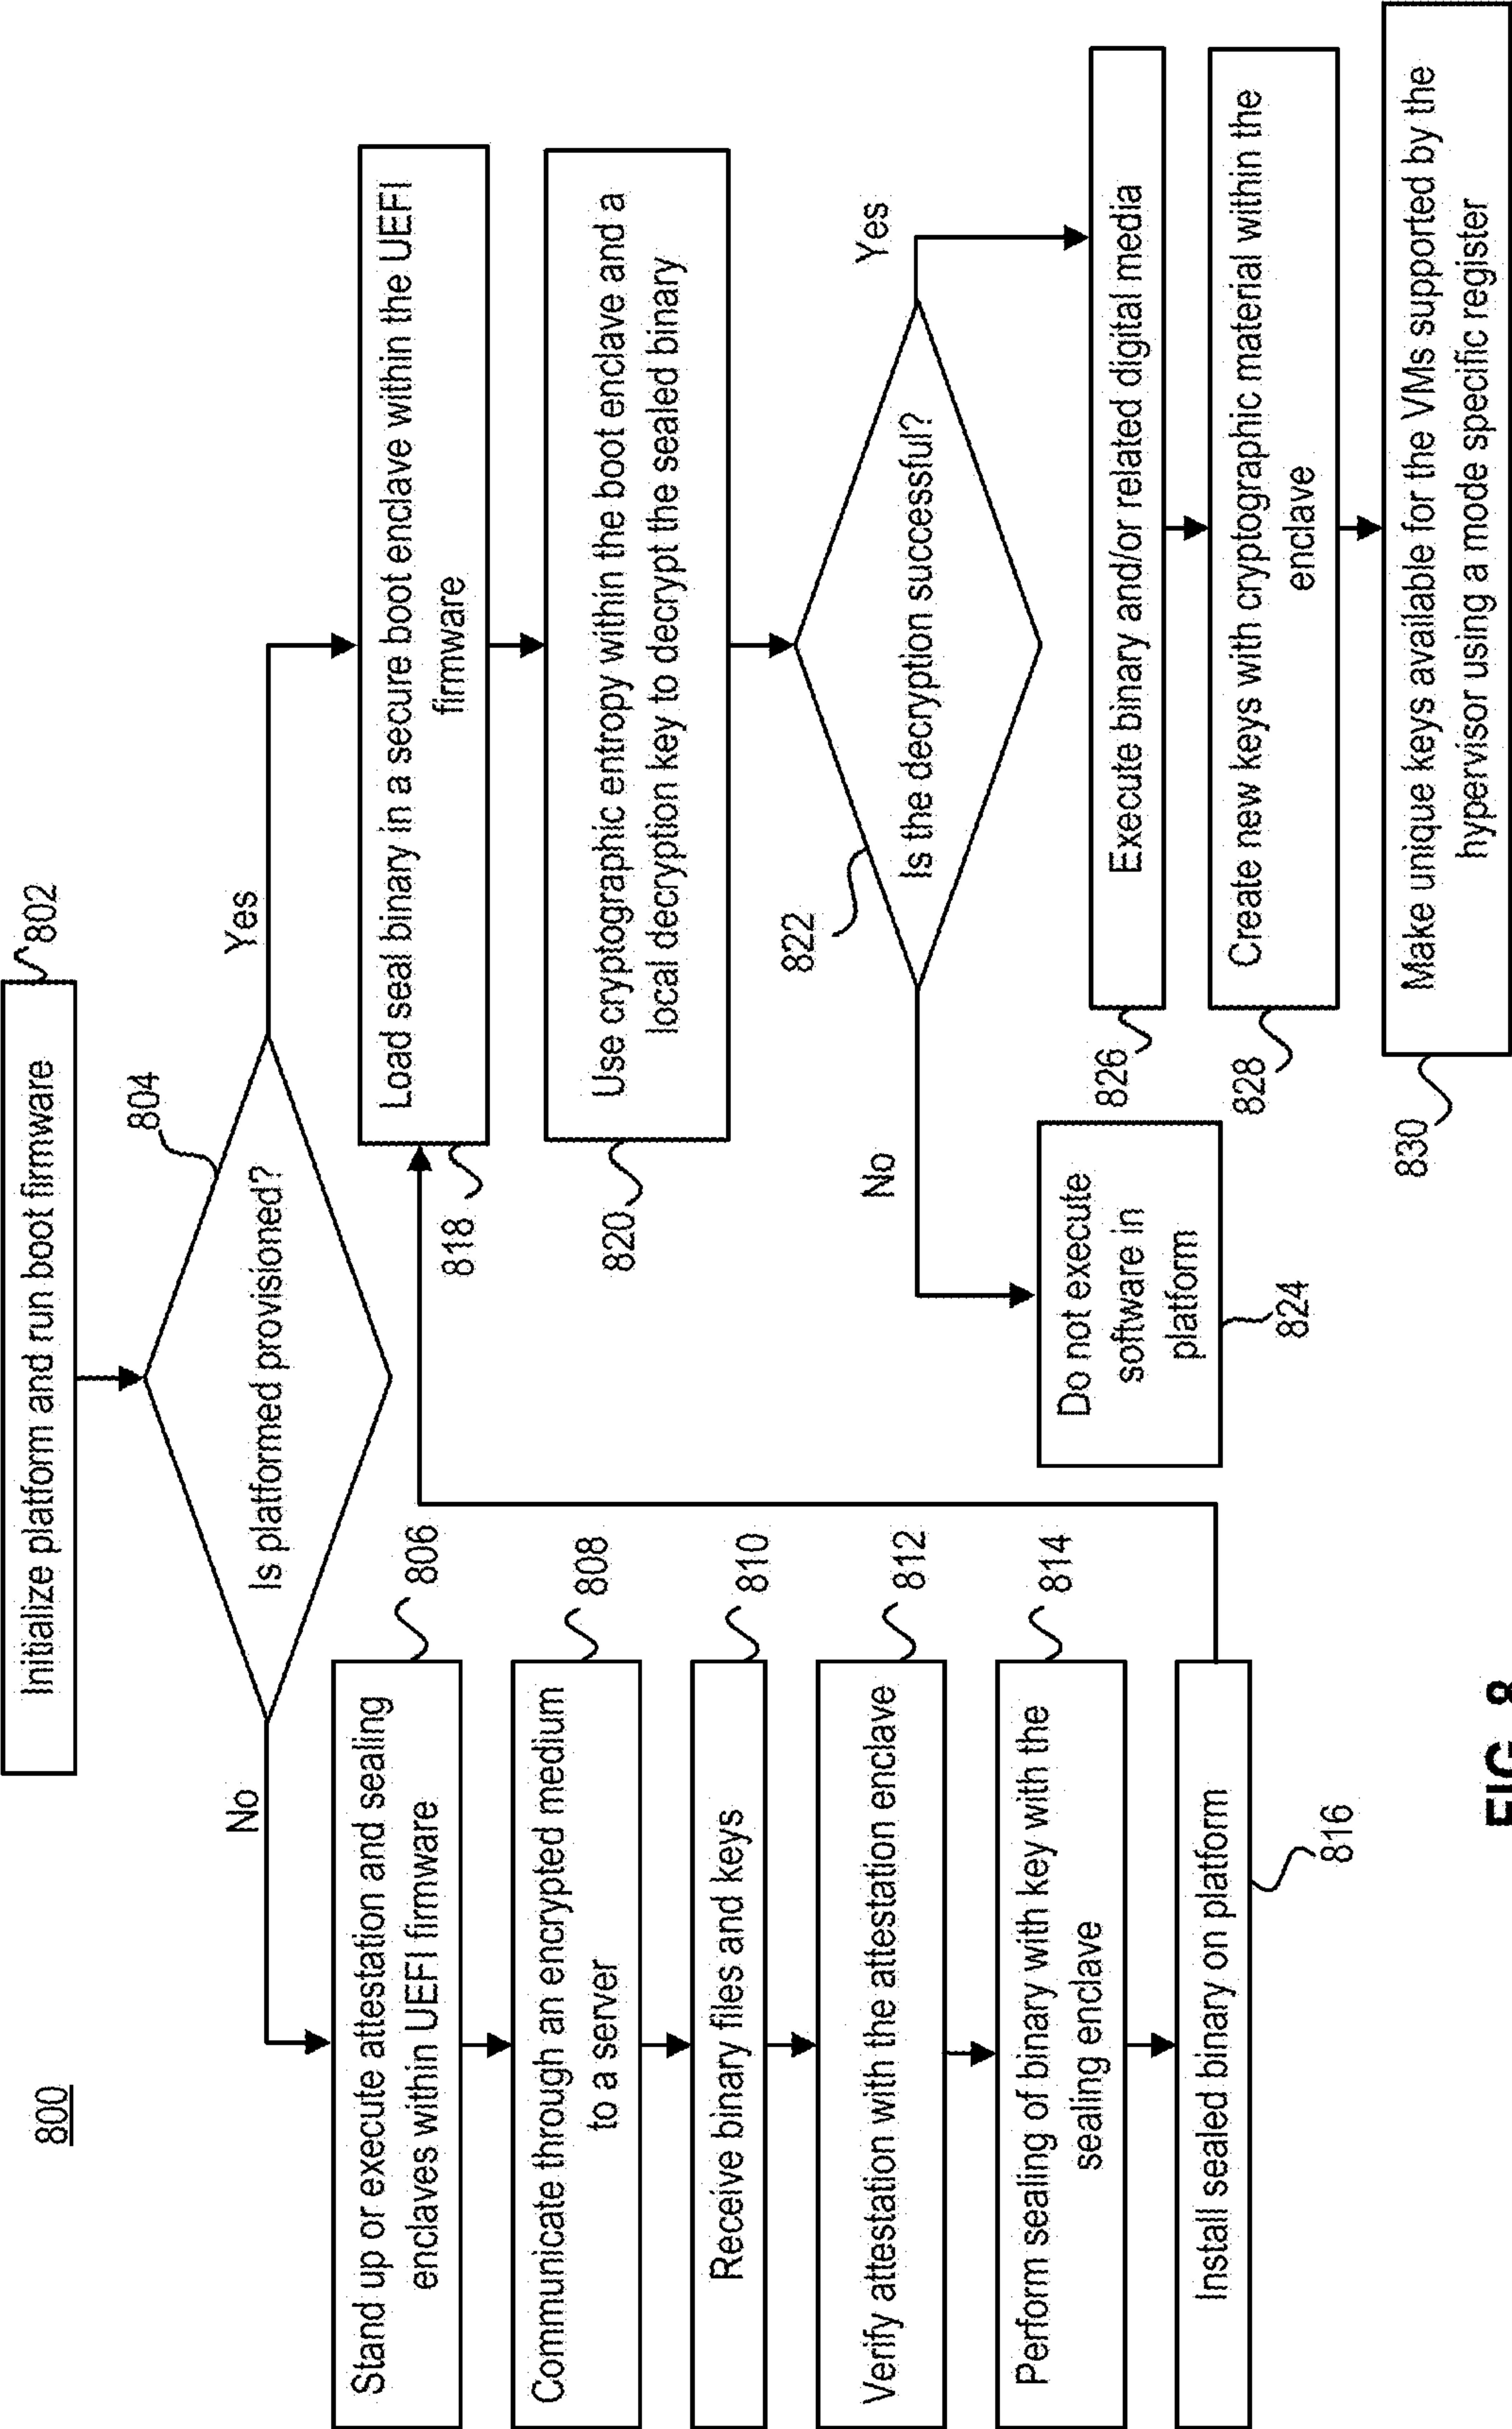 800
Initialize platform and run boot firmware
802
Is platformed provisioned?
804
No
Yes
Stand up or execute attestation and sealing
enclaves within UEFI firmware
806
Communicate through an encrypted medium
to a server
808
Receive binary files and keys
810
Verify attestation with the attestation enclave
812
Perform sealing of binary with key with the
sealing enclave
814
Install sealed binary on platform
816
Load seal binary in a secure boot enclave within the UEFI
firmware
818
Use cryptographic entropy within the boot enclave and a
local decryption key to decrypt the sealed binary
820
Is the decryption successful?
822
No
Yes
Do not execute
software in
platform
824
Execute binary and/or related digital media
826
Create new keys with cryptographic material within the
enclave
828
Make unique keys available for the VMs supported by the
hypervisor using a mode specific register
830
FIG. 8